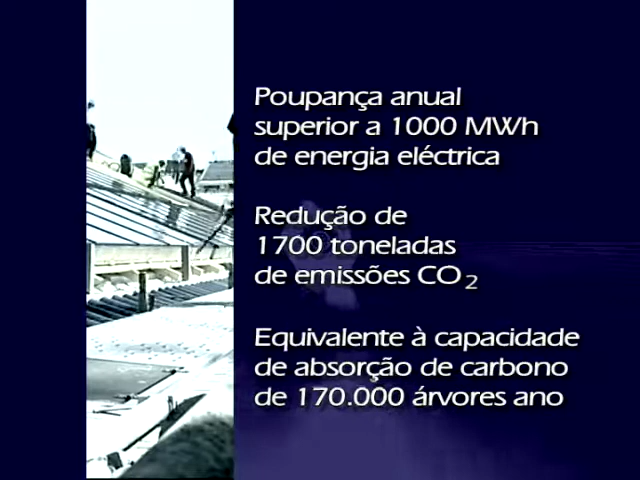 Poupança anual
superior a 1000 MWh
de energia eléctrica
Redução de
1700 toneladas
de emissões CO2
Equivalente à capacidade
de absorção de carbono
de 170.000 árvores ano